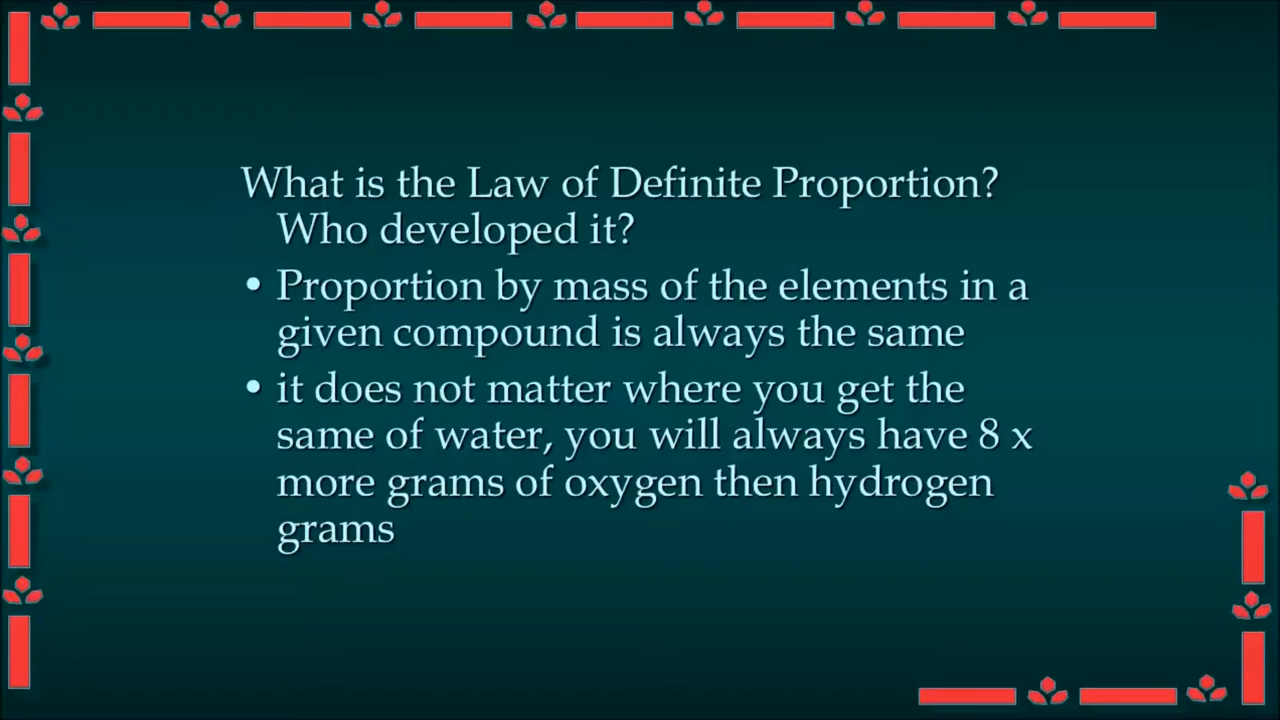 What is the Law of Definite Proportion?
Who developed it?
• Proportion by mass of the elements in a
given compound is always the same
• it does not matter where you get the
same of water, you will always have 8 x
more grams of oxygen then hydrogen
grams